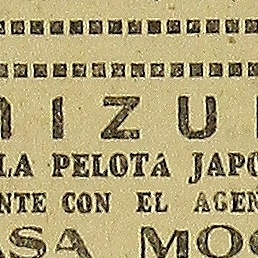 MIZU
LA PELOTA JAPO
NTE CON EL AGEN
ASA MO